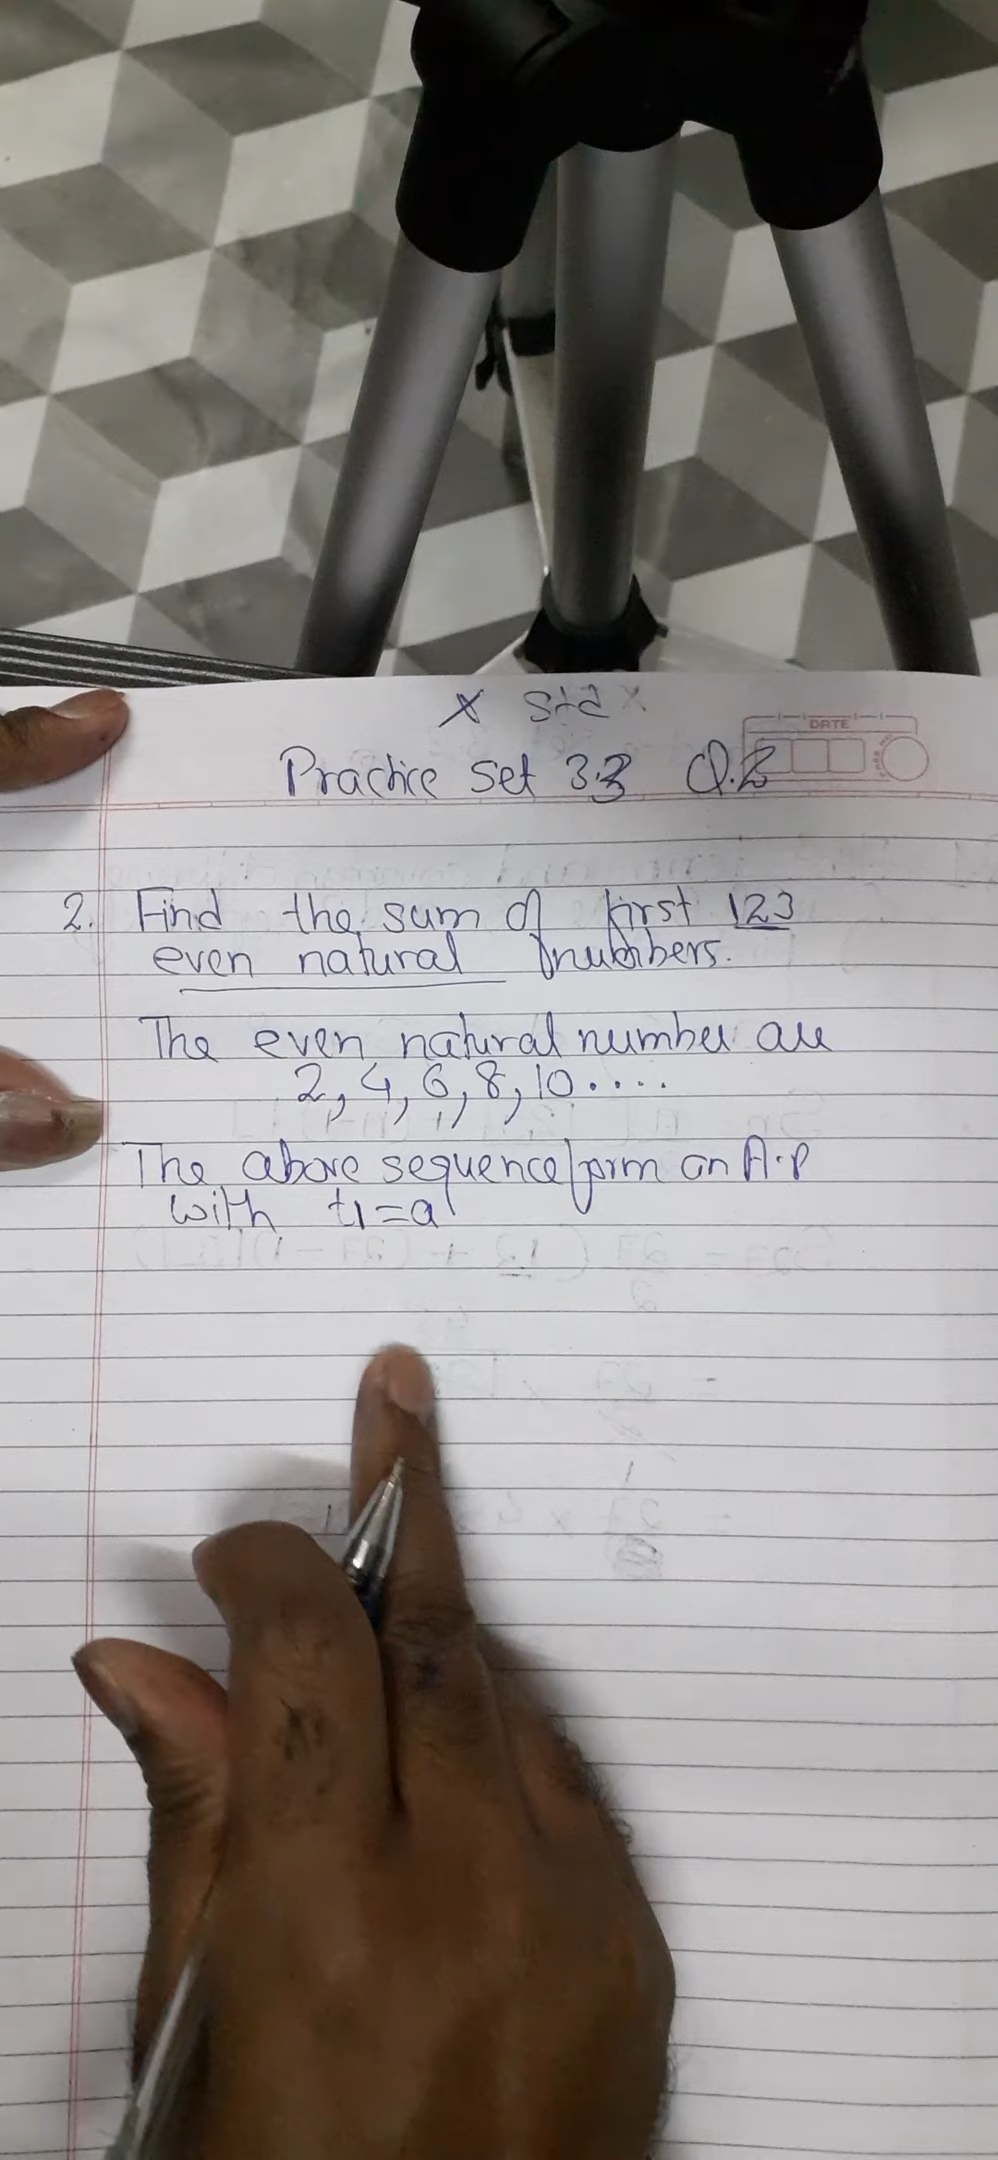 X Std
Practice Set 3.3 Q.2
DATE
2. Find the sum of first 123
even natural numbers.
The even natural number are
2, 4, 6, 8, 10 ....
The above sequence form an A.P
with t1 = a